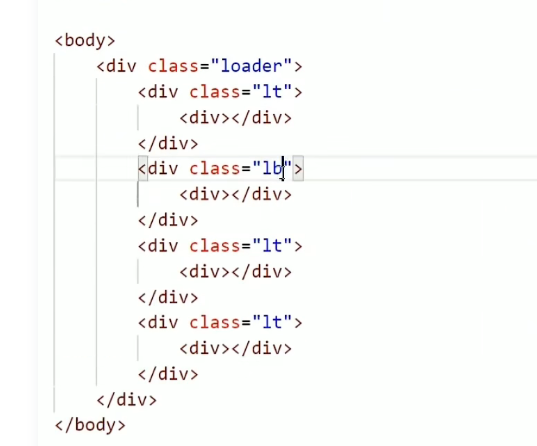 <body>
<div class="loader">
<div class="lt">
<div></div>
</div>
<div class="lb">
<div></div>
</div>
<div class="lt">
<div></div>
</div>
<div class="lt">
<div></div>
</div>
</div>
</body>